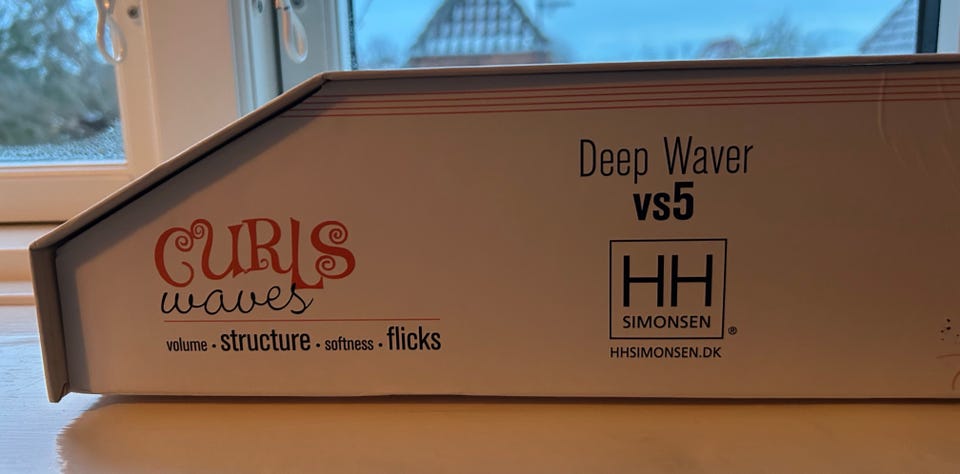 CURLS
waves
volume • structure • softness • flicks
Deep Waver
vs5
HH
SIMONSEN
®
HHSIMONSEN.DK